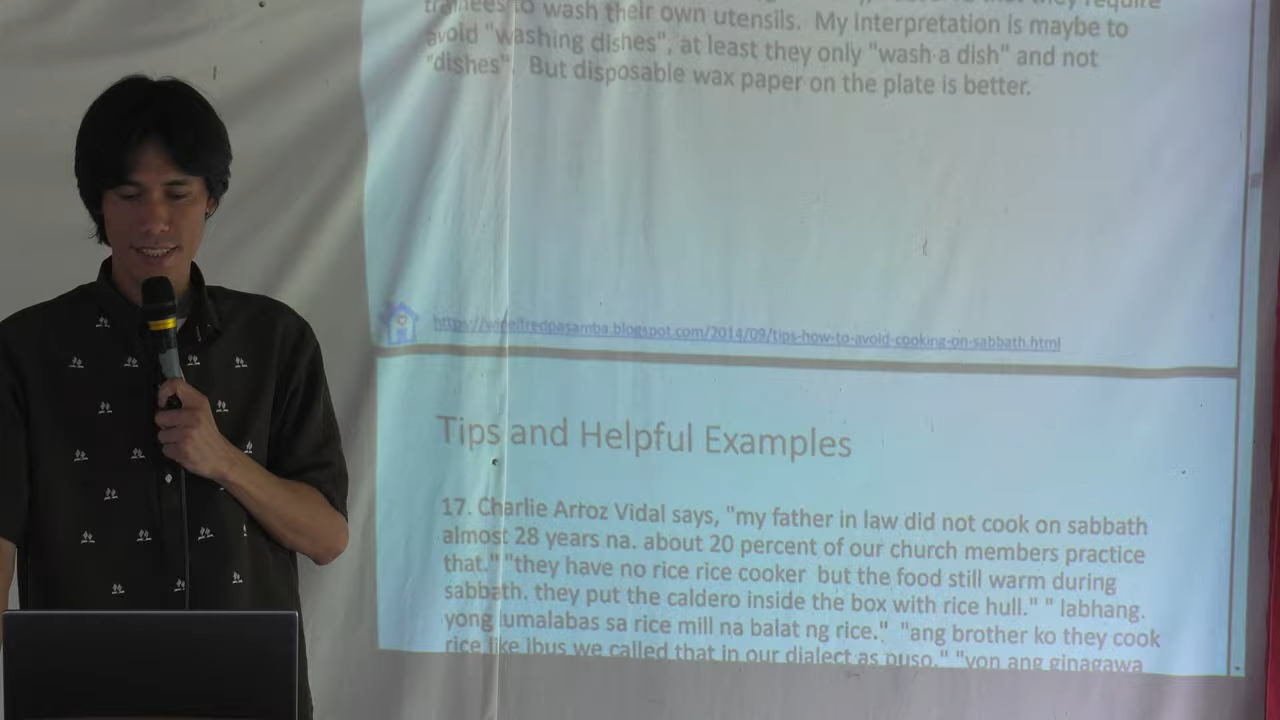 they require
trainees to wash their own utensils. My interpretation is maybe to
avoid "washing dishes", at least they only "wash a dish" and not
"dishes". But disposable wax paper on the plate is better.
blogspot.com/2014/09/tips-how-to-avoid-cooking-on-sabbath.html
Tips and Helpful Examples
17. Charlie Arroz Vidal says, "my father in law did not cook on sabbath
almost 28 years na. about 20 percent of our church members practice
that." "they have no rice rice cooker but the food still warm during
sabbath. they put the caldero inside the box with rice hull." " labhang.
yong lumalabas sa rice mill na balat ng rice." "ang brother ko they cook
rice like ibus we called that in our dialect as puso." "yon ang ginagawa